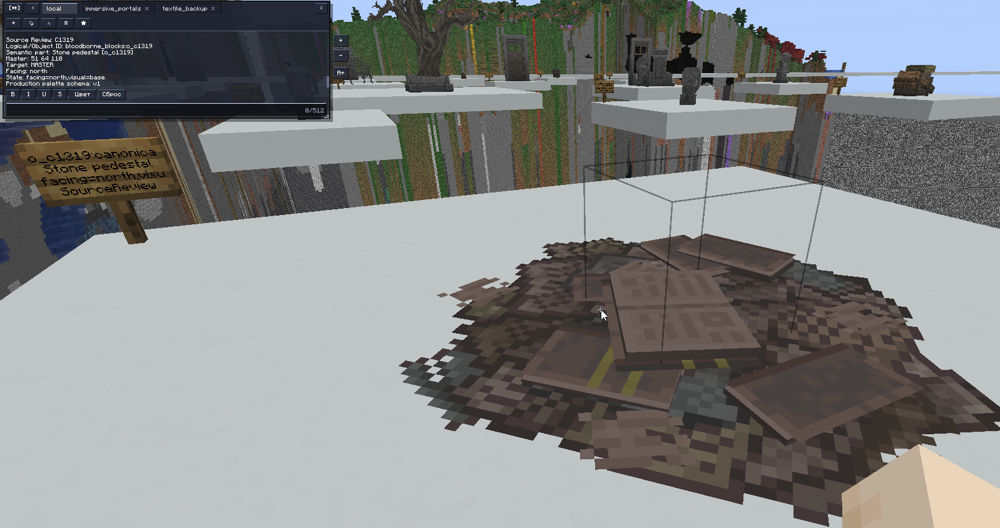 local
immersive_portals
textile_backup
Source Review: C1319
Logical/Object ID: bloodborne_blocks:o_c1319
Semantic part: Stone pedestal [o_c1319]
Master: 51 64 110
Target: MASTER
Facing: north
State: facing=north,visual=base
Production palette schema: v1
B I U S Цвет Сброс
0/512
A+
o_c1319:canonica
Stone pedestal
facing=north,visu
SourceReview